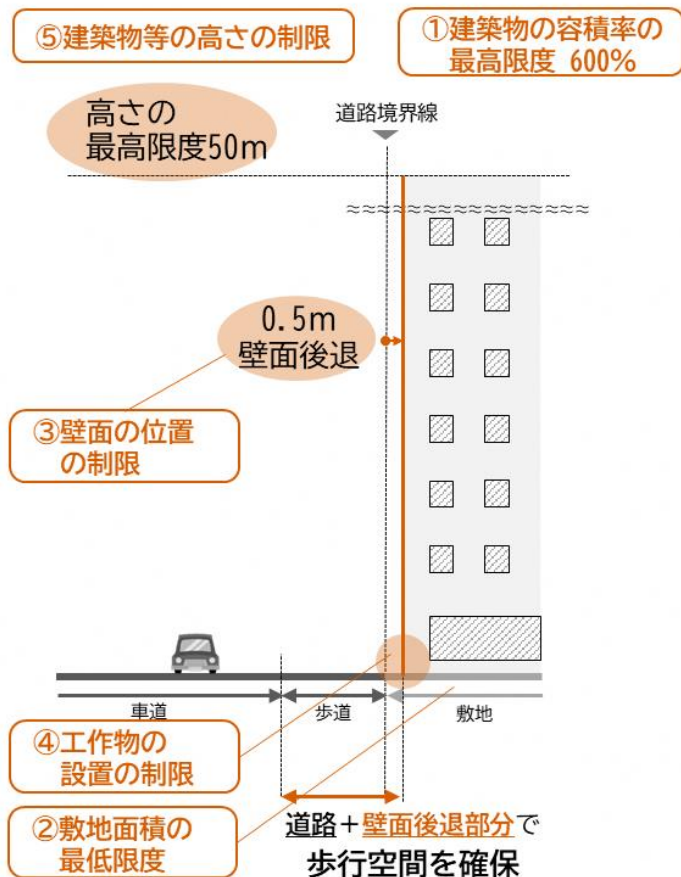 ⑤建築物等の高さの制限
①建築物の容積率の
最高限度 600%
高さの
最高限度50m
道路境界線
0.5m
壁面後退
③壁面の位置
の制限
車道
歩道
敷地
④工作物の
設置の制限
②敷地面積の
最低限度
道路＋壁面後退部分で
歩行空間を確保